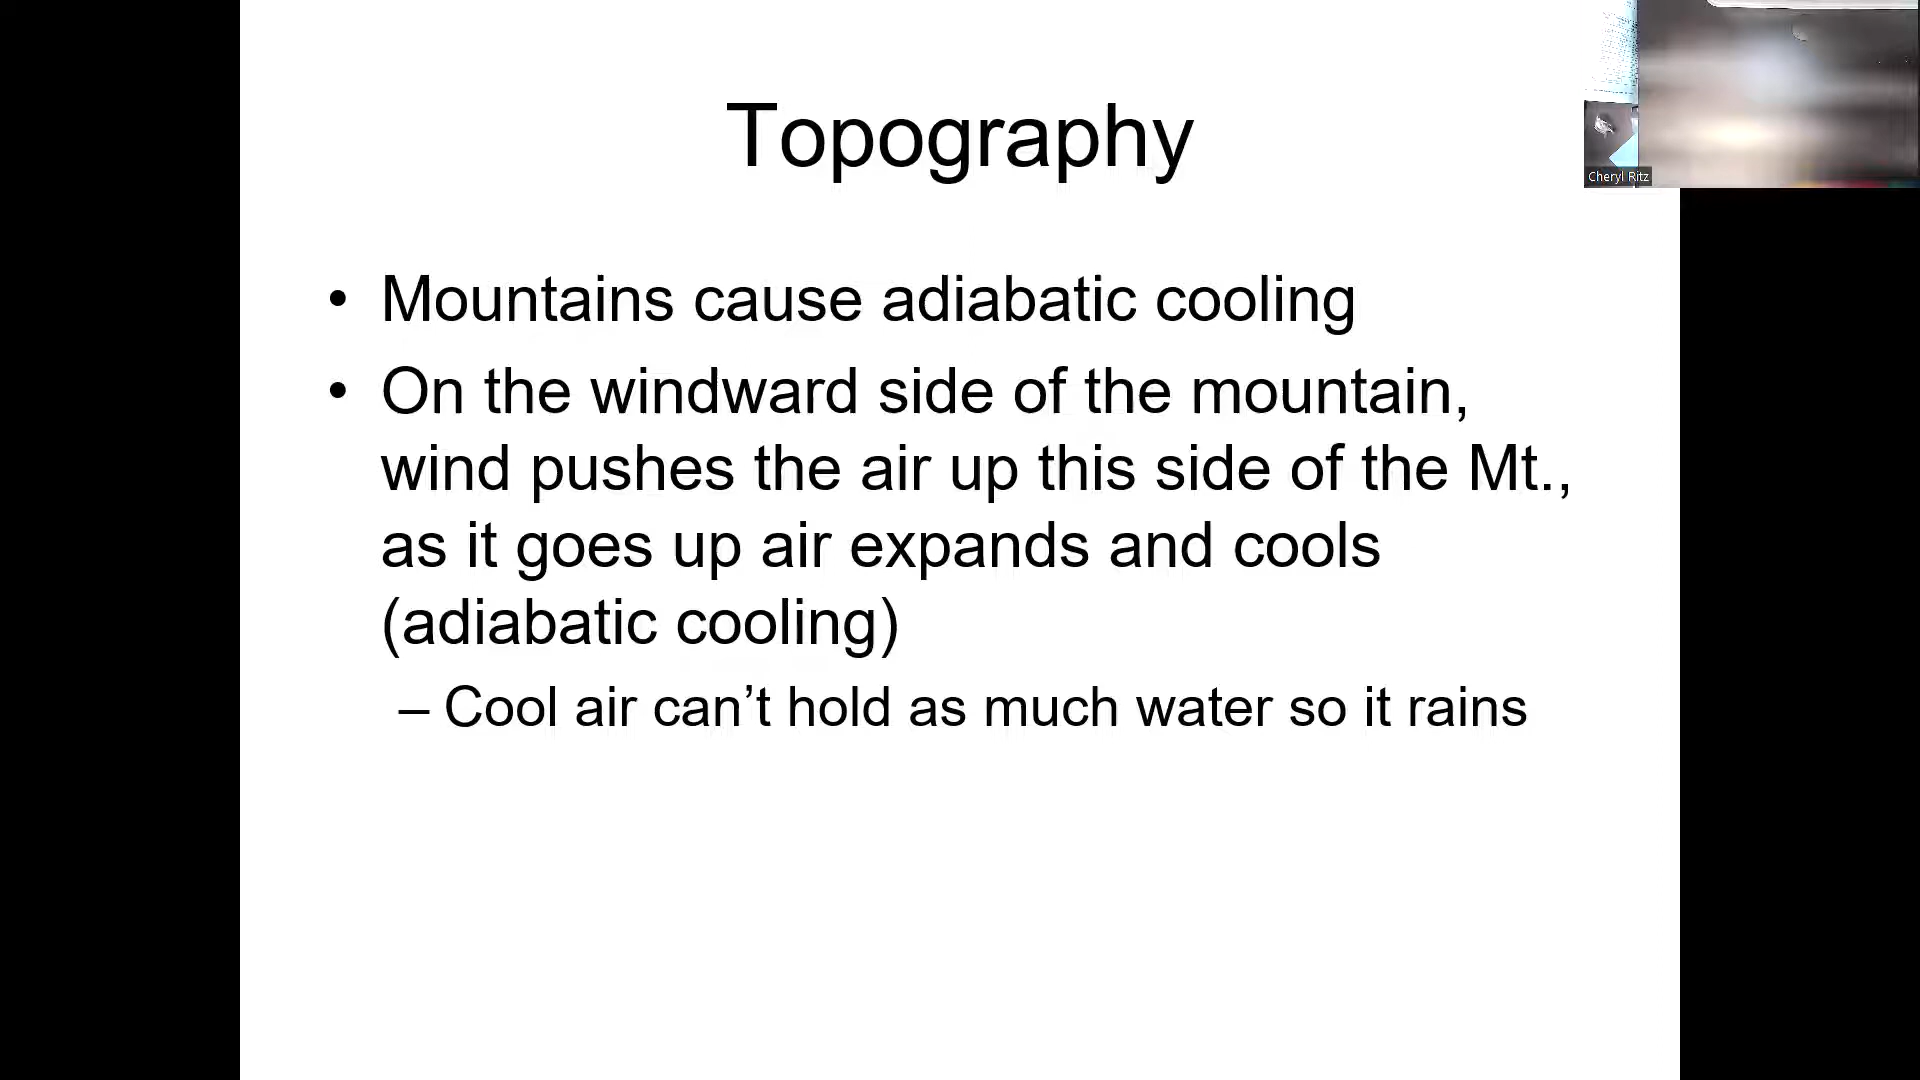 Topography
Cheryl Ritz
• Mountains cause adiabatic cooling
• On the windward side of the mountain,
wind pushes the air up this side of the Mt.,
as it goes up air expands and cools
(adiabatic cooling)
– Cool air can’t hold as much water so it rains